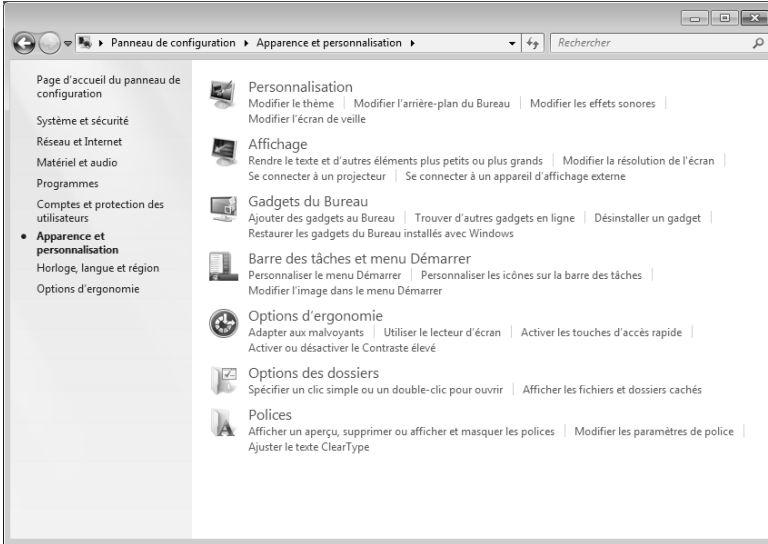 Panneau de configuration Apparence et personnalisation
Rechercher
Page d'accueil du panneau de
configuration
Système et sécurité
Réseau et Internet
Matériel et audio
Programmes
Comptes et protection des
utilisateurs
Apparence et
personnalisation
Horloge, langue et région
Options d'ergonomie
Personnalisation
Modifier le thème Modifier l'arrière-plan du Bureau Modifier les effets sonores
Modifier l'écran de veille
Affichage
Rendre le texte et d'autres éléments plus petits ou plus grands Modifier la résolution de l'écran
Se connecter à un projecteur Se connecter à un appareil d'affichage externe
Gadgets du Bureau
Ajouter des gadgets au Bureau Trouver d'autres gadgets en ligne Désinstaller un gadget
Restaurer les gadgets du Bureau installés avec Windows
Barre des tâches et menu Démarrer
Personnaliser le menu Démarrer Personnaliser les icônes sur la barre des tâches
Modifier l'image dans le menu Démarrer
Options d'ergonomie
Adapter aux malvoyants Utiliser le lecteur d'écran Activer les touches d'accès rapide
Activer ou désactiver le Contraste élevé
Options des dossiers
Spécifier un clic simple ou un double-clic pour ouvrir Afficher les fichiers et dossiers cachés
Polices
Afficher un aperçu, supprimer ou afficher et masquer les polices Modifier les paramètres de police
Ajuster le texte ClearType